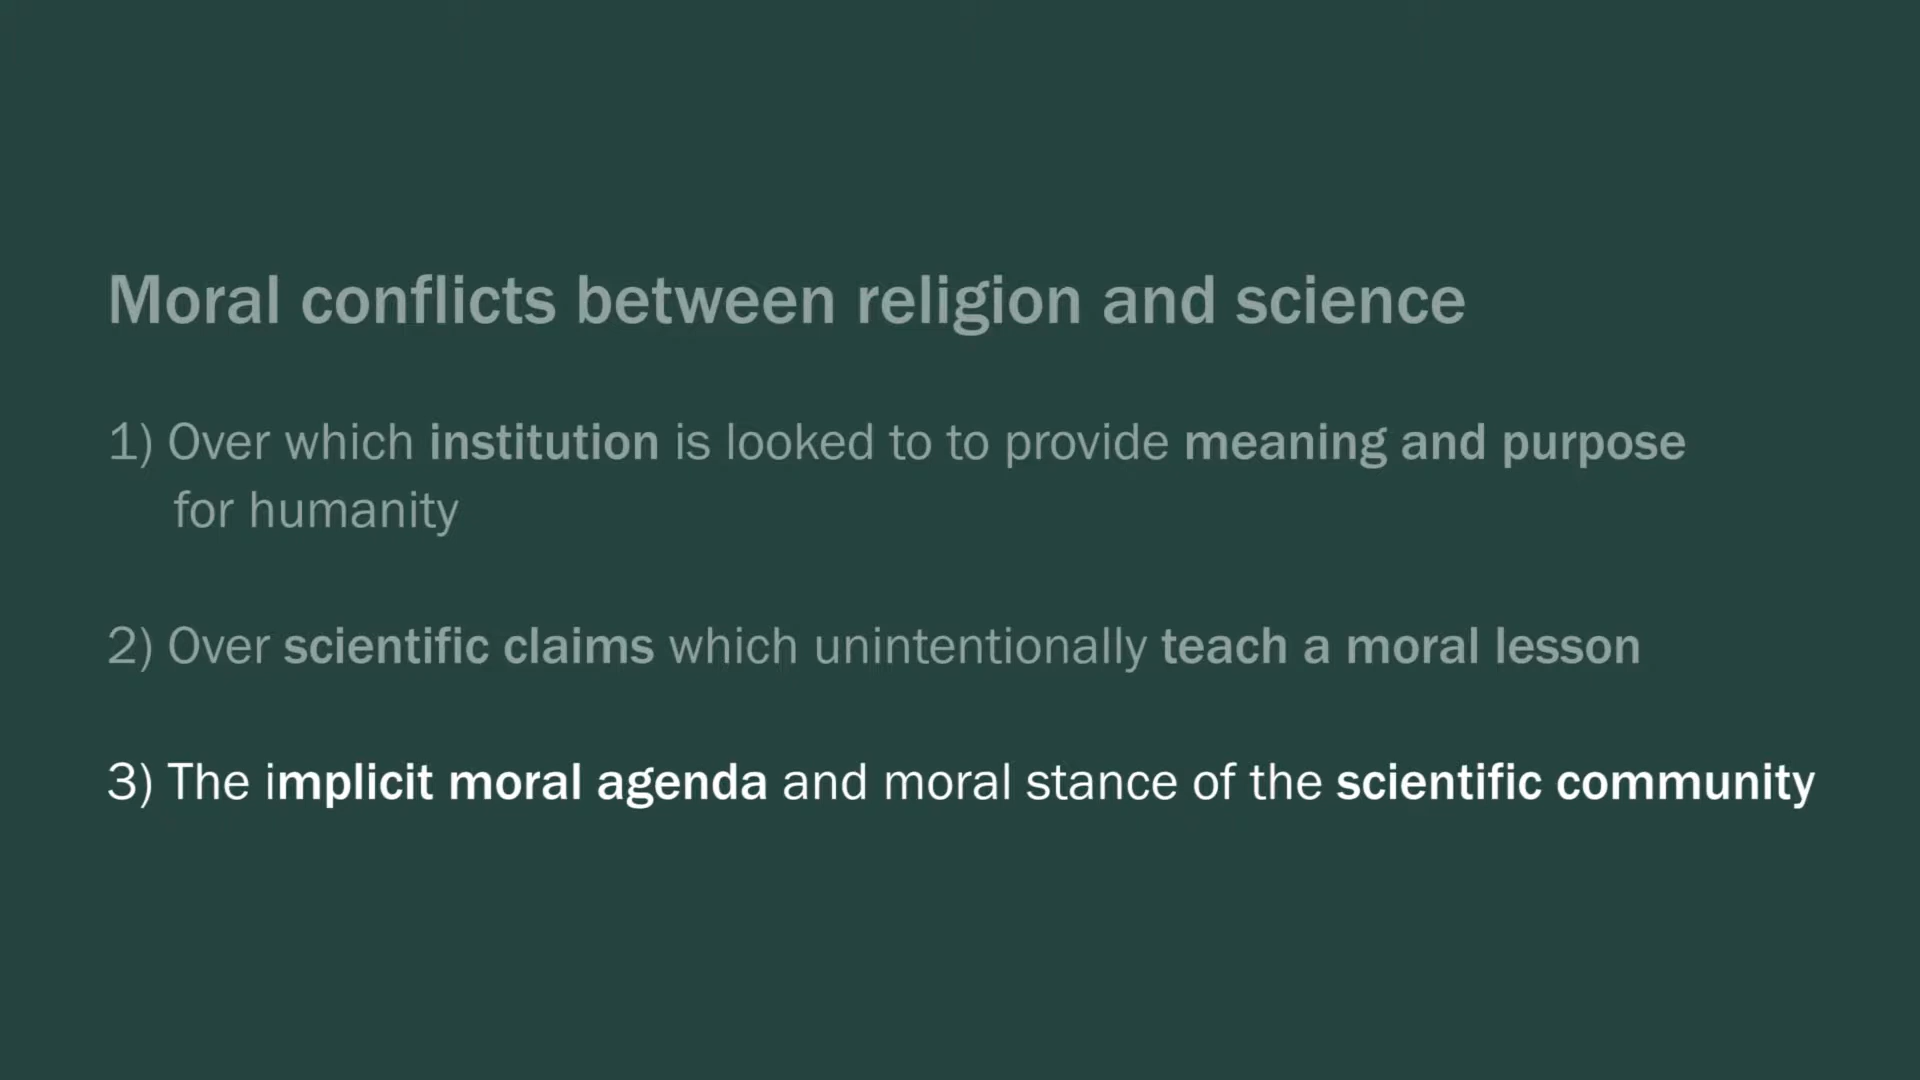 Moral conflicts between religion and science
1) Over which institution is looked to to provide meaning and purpose
for humanity
2) Over scientific claims which unintentionally teach a moral lesson
3) The implicit moral agenda and moral stance of the scientific community